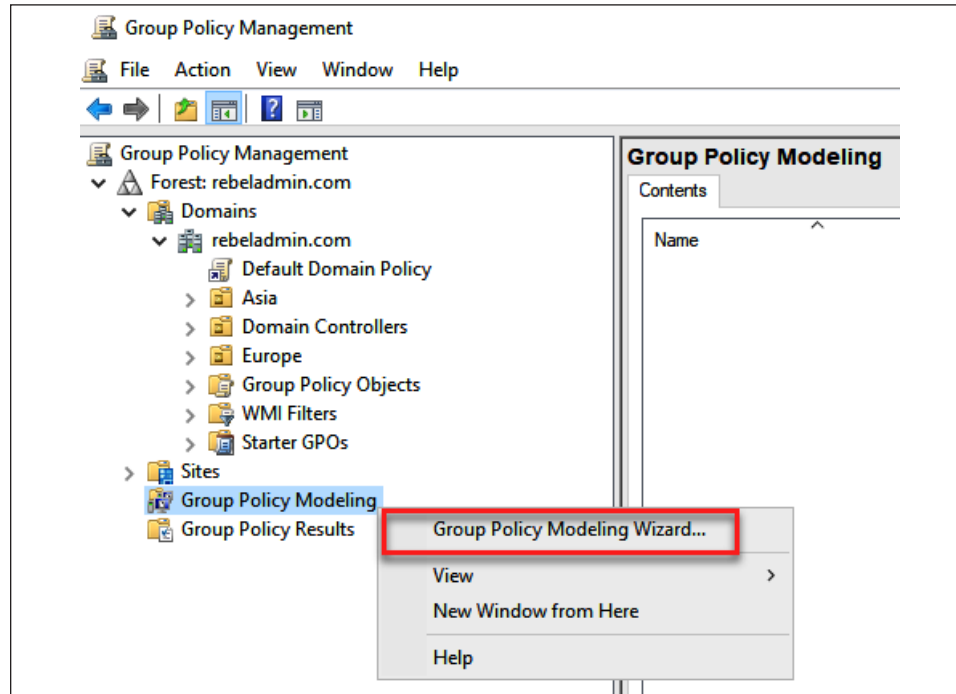 Group Policy Management
File Action View Window Help
Group Policy Management
Forest: rebeladmin.com
Domains
rebeladmin.com
Default Domain Policy
Asia
Domain Controllers
Europe
Group Policy Objects
WMI Filters
Starter GPOs
Sites
Group Policy Modeling
Group Policy Results
Group Policy Modeling
Contents
Name
Group Policy Modeling Wizard...
View
New Window from Here
Help